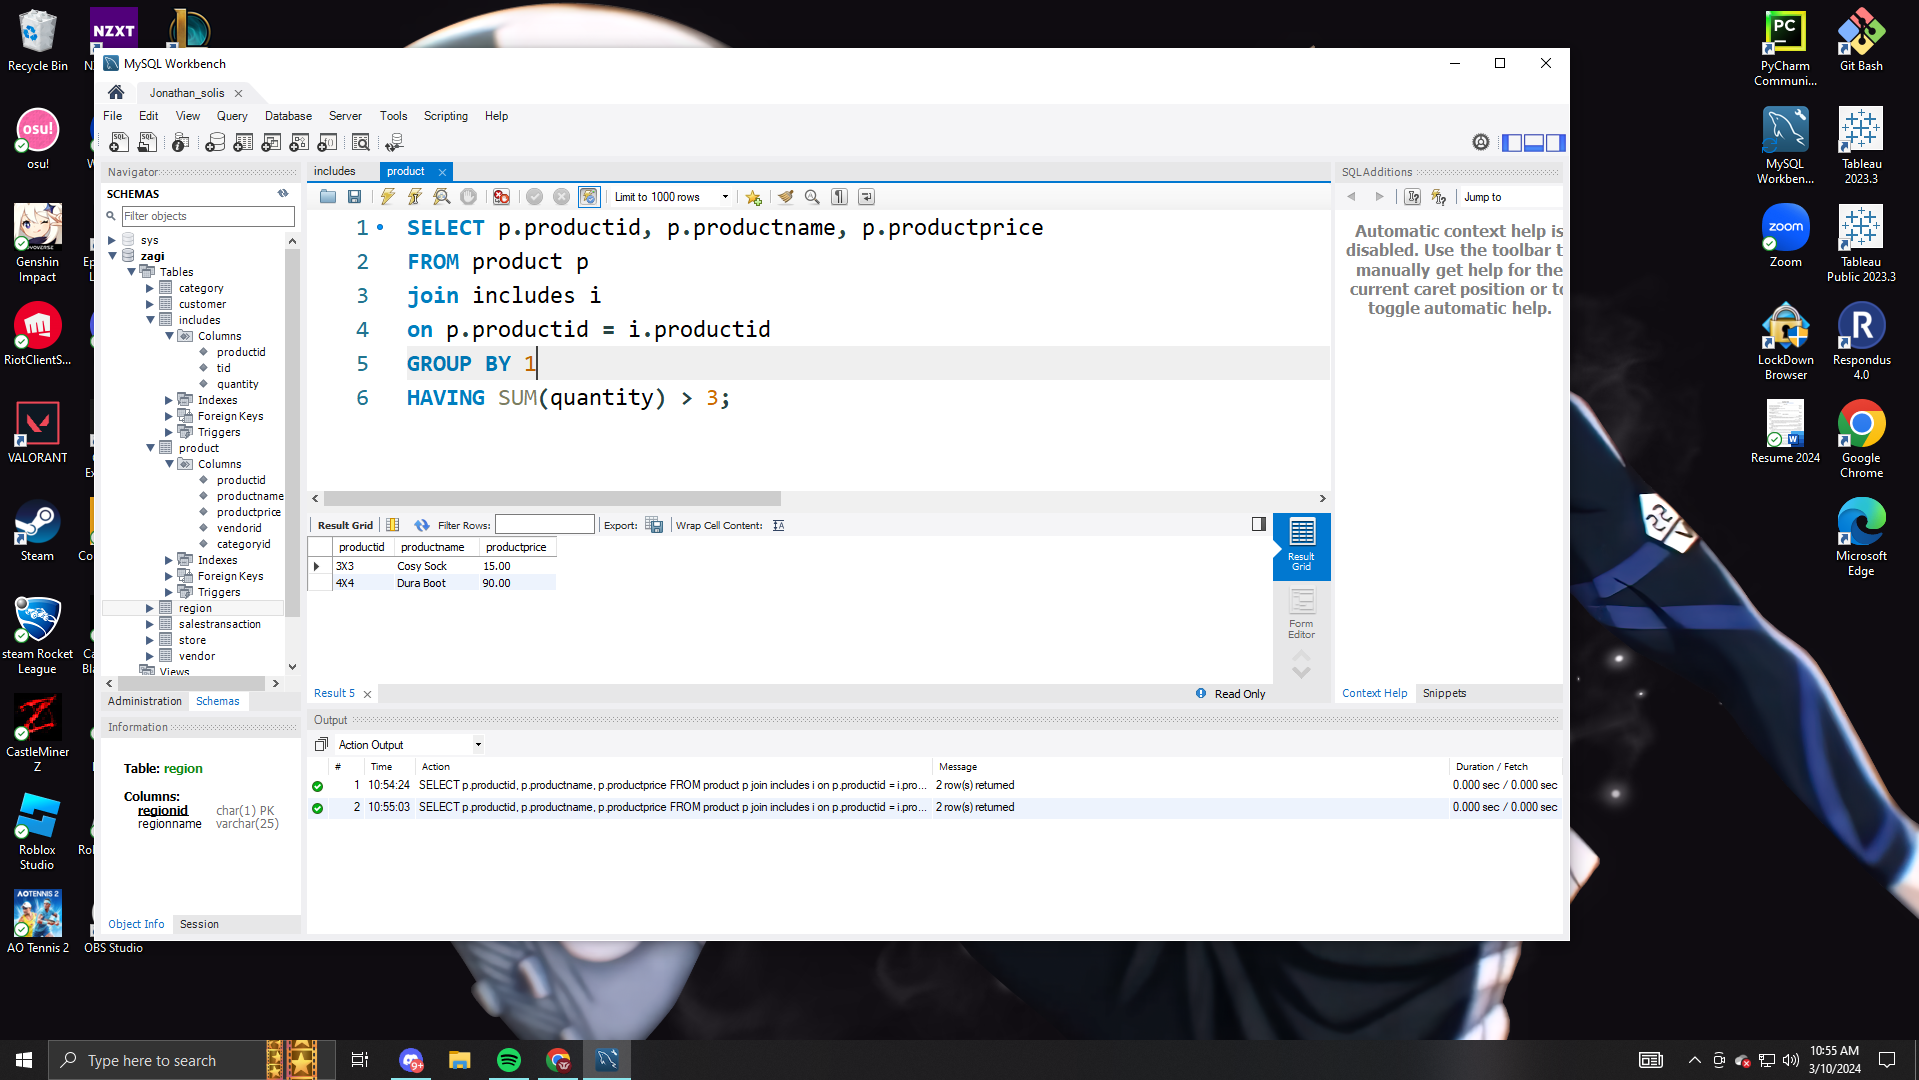 Recycle Bin
NZXT
osu!
Genshin
Impact
RiotClientS...
VALORANT
Steam
steam Rocket
League
CastleMiner
Z
Roblox
Studio
AO Tennis 2
OBS Studio
MySQL Workbench
Jonathan_solis
File Edit View Query Database Server Tools Scripting Help
Navigator
SCHEMAS
Filter objects
sys
zagi
Tables
category
customer
includes
Columns
productid
tid
quantity
Indexes
Foreign Keys
Triggers
product
Columns
productid
productname
productprice
vendorid
categoryid
Indexes
Foreign Keys
Triggers
region
salestransaction
store
vendor
Views
Administration Schemas
Information
Table: region
Columns:
regionid char(1) PK
regionname varchar(25)
Object Info Session
includes product
Limit to 1000 rows
1 SELECT p.productid, p.productname, p.productprice
2 FROM product p
3 join includes i
4 on p.productid = i.productid
5 GROUP BY 1
6 HAVING SUM(quantity) > 3;
Result Grid Filter Rows: Export: Wrap Cell Content:
productid productname productprice
3X3 Cosy Sock 15.00
4X4 Dura Boot 90.00
Result
Grid
Form
Editor
Result 5 Read Only
SQLAdditions
Jump to
Automatic context help is
disabled. Use the toolbar t
manually get help for the
current caret position or to
toggle automatic help.
Context Help Snippets
Output
Action Output
# Time Action Message Duration / Fetch
1 10:54:24 SELECT p.productid, p.productname, p.productprice FROM product p join includes i on p.productid = i.pro... 2 row(s) returned 0.000 sec / 0.000 sec
2 10:55:03 SELECT p.productid, p.productname, p.productprice FROM product p join includes i on p.productid = i.pro... 2 row(s) returned 0.000 sec / 0.000 sec
PyCharm
Communi...
Git Bash
MySQL
Workben...
Tableau
2023.3
zoom
Zoom
Tableau
Public 2023.3
LockDown
Browser
Respondus
4.0
Resume 2024
Google
Chrome
Microsoft
Edge
Type here to search
10:55 AM
3/10/2024